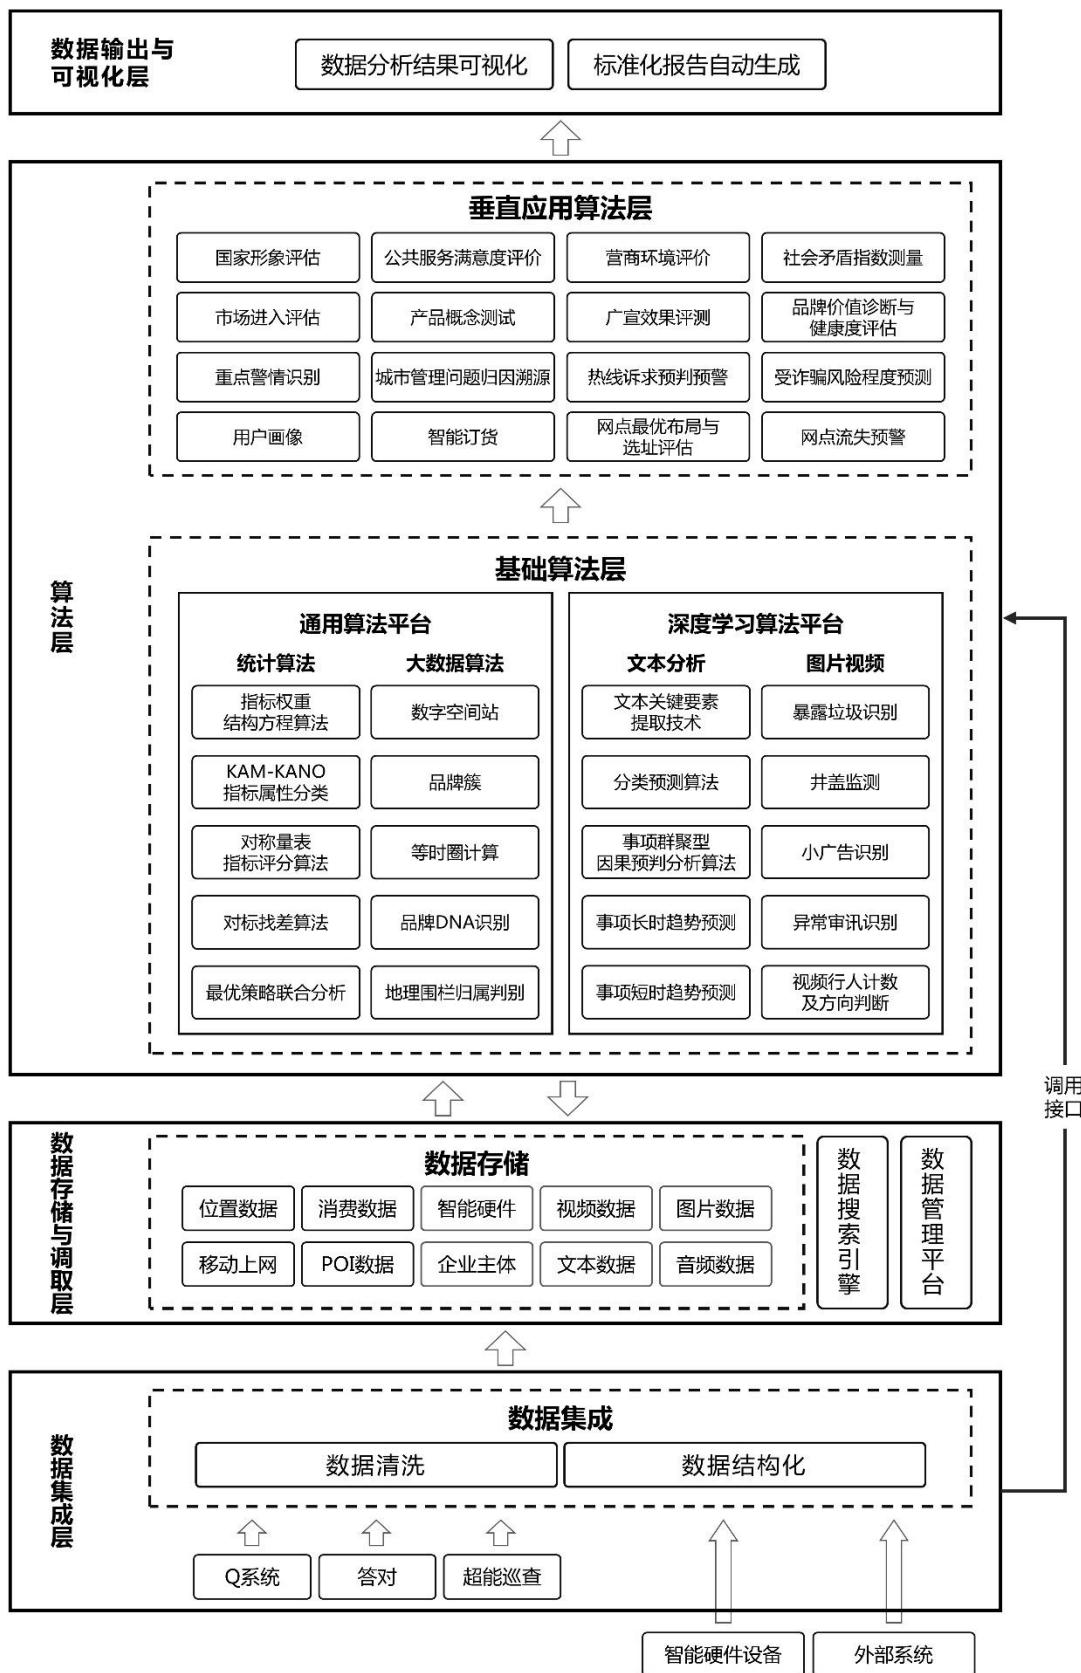 数据输出与
可视化层
数据分析结果可视化
标准化报告自动生成
算法层
垂直应用算法层
国家形象评估
公共服务满意度评价
营商环境评价
社会矛盾指数测量
市场进入评估
产品概念测试
广宣效果评测
品牌价值诊断与
健康度评估
重点警情识别
城市管理问题归因溯源
热线诉求预判预警
受诈骗风险程度预测
用户画像
智能订货
网点最优布局与
选址评估
网点流失预警
基础算法层
通用算法平台
统计算法
大数据算法
指标权重
结构方程算法
数字空间站
KAM-KANO
指标属性分类
品牌簇
对称量表
指标评分算法
等时圈计算
对标找差算法
品牌DNA识别
最优策略联合分析
地理围栏归属判别
深度学习算法平台
文本分析
图片视频
文本关键要素
提取技术
暴露垃圾识别
分类预测算法
井盖监测
事项群聚型
因果预判分析算法
小广告识别
事项长时趋势预测
异常审讯识别
事项短时趋势预测
视频行人计数
及方向判断
调用
接口
数据存储与调取层
数据存储
位置数据
消费数据
智能硬件
视频数据
图片数据
移动上网
POI数据
企业主体
文本数据
音频数据
数据搜索引擎
数据管理平台
数据集成层
数据集成
数据清洗
数据结构化
Q系统
答对
超能巡查
智能硬件设备
外部系统